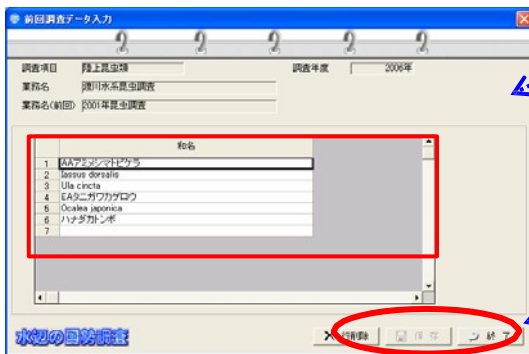 前回調査データ入力
調査項目 陸上昆虫類 調査年度 2006年
業務名 渡川水系昆虫調査
業務名(前回) 2001年昆虫調査
和名
1 AAアミメシマトビケラ
2 Iassus dorsalis
3 Ula cincta
4 EAタニガワカゲロウ
5 Ocalea japonica
6 ハナダカトンボ
7
水辺の国勢調査
行削除 保存 終了